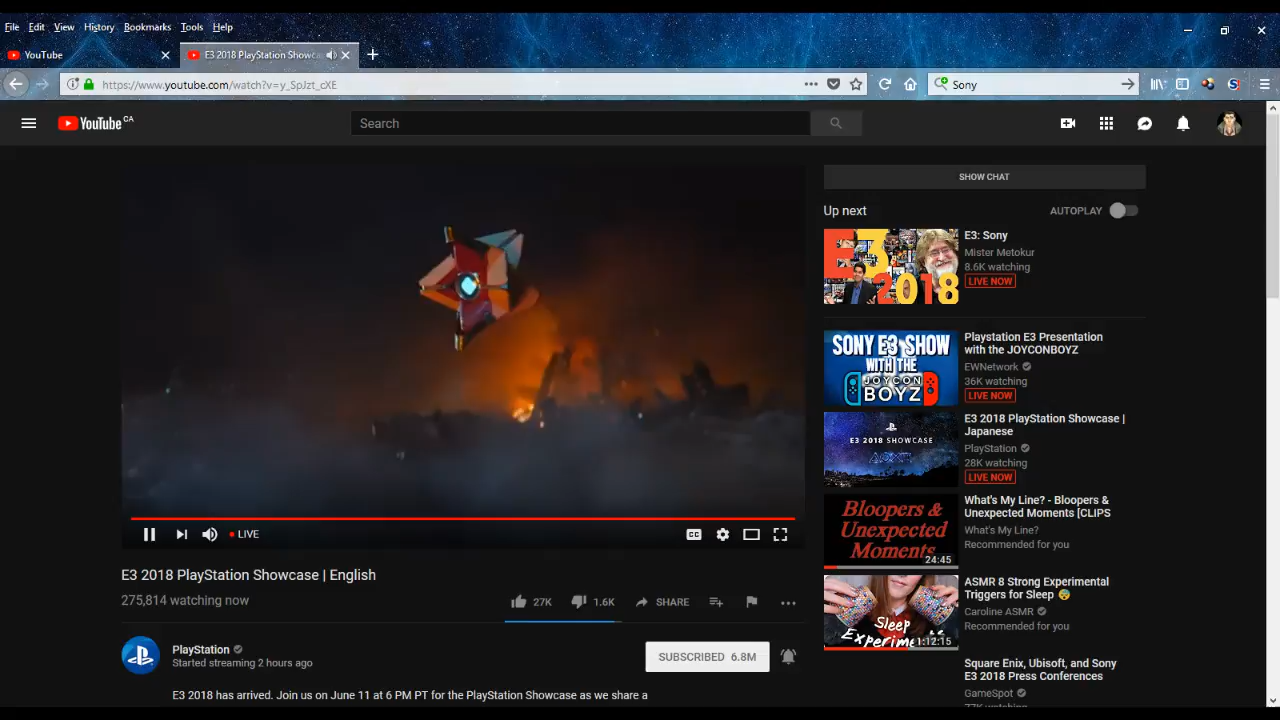 File Edit View History Bookmarks Tools Help
YouTube
E3 2018 PlayStation Showca
https://www.youtube.com/watch?v=y_SpJzt_cXE
Sony
YouTube CA
Search
SHOW CHAT
Up next
AUTOPLAY
E3 2018
E3: Sony
Mister Metokur
8.6K watching
LIVE NOW
SONY E3 SHOW
WITH THE
JOYCON
BOYZ
Playstation E3 Presentation
with the JOYCONBOYZ
EWNetwork
36K watching
LIVE NOW
E3 2018 SHOWCASE
E3 2018 PlayStation Showcase |
Japanese
PlayStation
28K watching
LIVE NOW
Bloopers &
Unexpected
Moments
24:45
What's My Line? - Bloopers &
Unexpected Moments [CLIPS
What's My Line?
Recommended for you
Sleep
Experim
1:12:15
ASMR 8 Strong Experimental
Triggers for Sleep 😴
Caroline ASMR
Recommended for you
Square Enix, Ubisoft, and Sony
E3 2018 Press Conferences
GameSpot
77K watching
LIVE
CC
E3 2018 PlayStation Showcase | English
275,814 watching now
27K 1.6K SHARE
PlayStation
Started streaming 2 hours ago
SUBSCRIBED 6.8M
E3 2018 has arrived. Join us on June 11 at 6 PM PT for the PlayStation Showcase as we share a